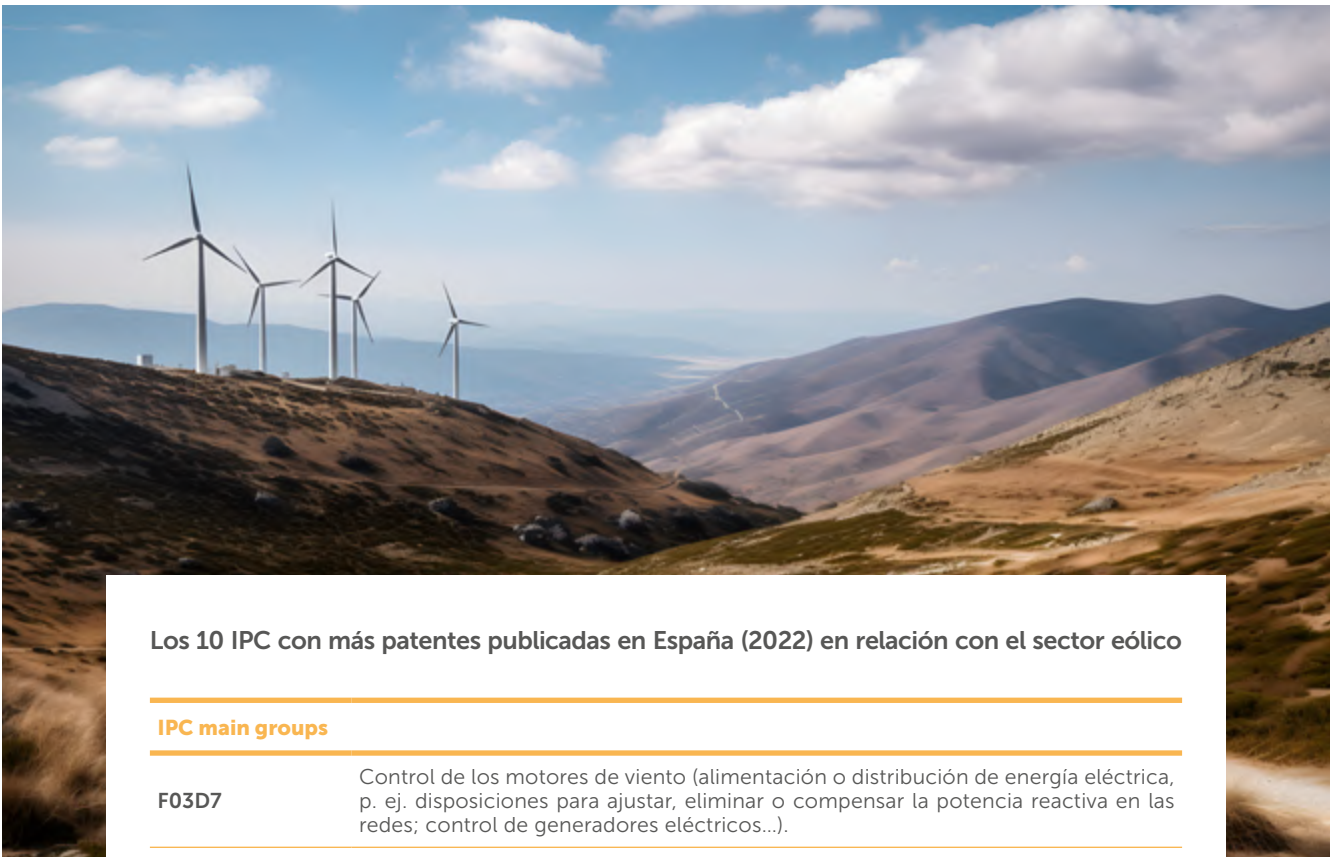 Los 10 IPC con más patentes publicadas en España (2022) en relación con el sector eólico
IPC main groups
F03D7
Control de los motores de viento (alimentación o distribución de energía eléctrica,
p. ej. disposiciones para ajustar, eliminar o compensar la potencia reactiva en las
redes; control de generadores eléctricos...).